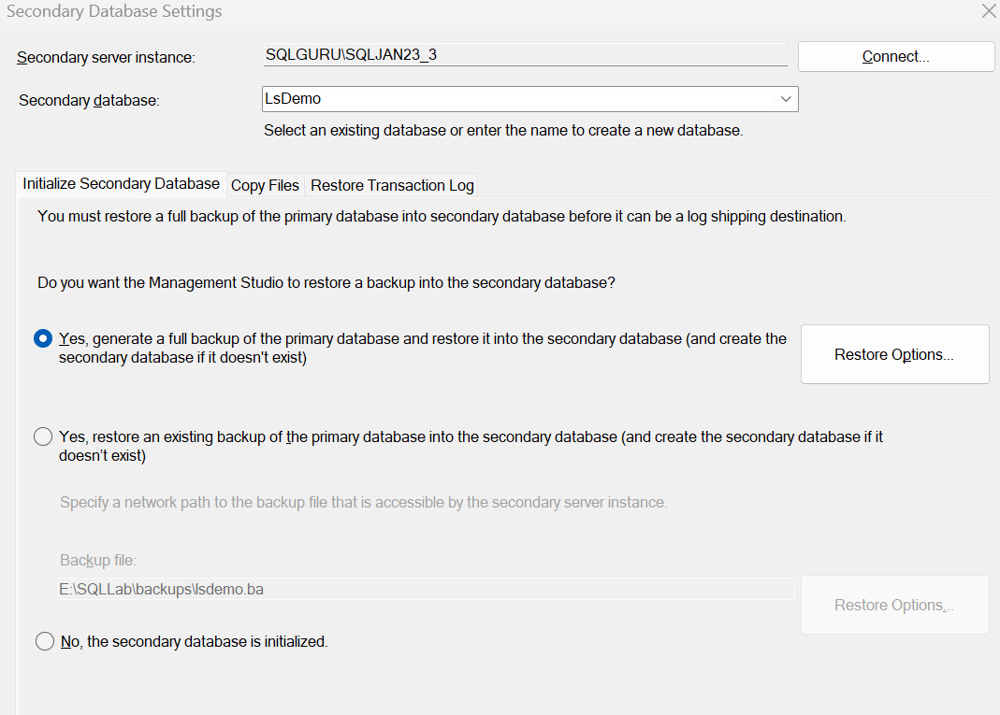 Secondary Database Settings
Secondary server instance:
SQLGURU\SQLJAN23_3
Connect...
Secondary database:
LsDemo
Select an existing database or enter the name to create a new database.
Initialize Secondary Database
Copy Files
Restore Transaction Log
You must restore a full backup of the primary database into secondary database before it can be a log shipping destination.
Do you want the Management Studio to restore a backup into the secondary database?
Yes, generate a full backup of the primary database and restore it into the secondary database (and create the
secondary database if it doesn't exist)
Restore Options...
Yes, restore an existing backup of the primary database into the secondary database (and create the secondary database if it
doesn’t exist)
Specify a network path to the backup file that is accessible by the secondary server instance.
Backup file:
E:\SQLLab\backups\lsdemo.ba
Restore Options...
No, the secondary database is initialized.